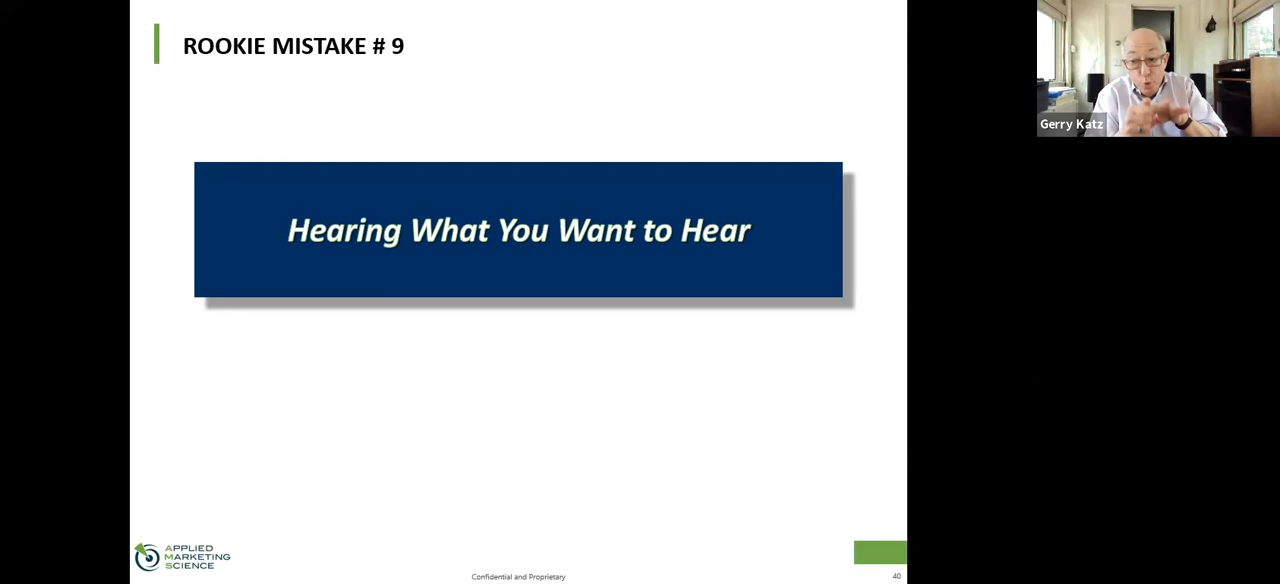 ROOKIE MISTAKE # 9
Gerry Katz
Hearing What You Want to Hear
APPLIED
MARKETING
SCIENCE
Confidential and Proprietary
40